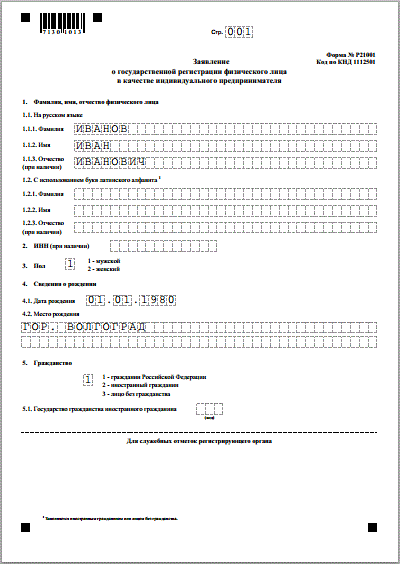 7130 1013
Стр. 001
Форма № Р21001
Код по КНД 1112501
Заявление
о государственной регистрации физического лица
в качестве индивидуального предпринимателя
1. Фамилия, имя, отчество физического лица
1.1. На русском языке
1.1.1. Фамилия ИВАНОВ
1.1.2. Имя ИВАН
1.1.3. Отчество ИВАНОВИЧ
(при наличии)
1.2. С использованием букв латинского алфавита 1
1.2.1. Фамилия
1.2.2. Имя
1.2.3. Отчество
(при наличии)
2. ИНН (при наличии)
3. Пол 1 1 - мужской
2 - женский
4. Сведения о рождении
4.1. Дата рождения 01.01.1980
4.2. Место рождения
ГОР. ВОЛГОГРАД
5. Гражданство
1 1 - гражданин Российской Федерации
2 - иностранный гражданин
3 - лицо без гражданства
5.1. Государство гражданства иностранного гражданина
(код)
Для служебных отметок регистрирующего органа
1 Заполняется иностранным гражданином или лицом без гражданства.